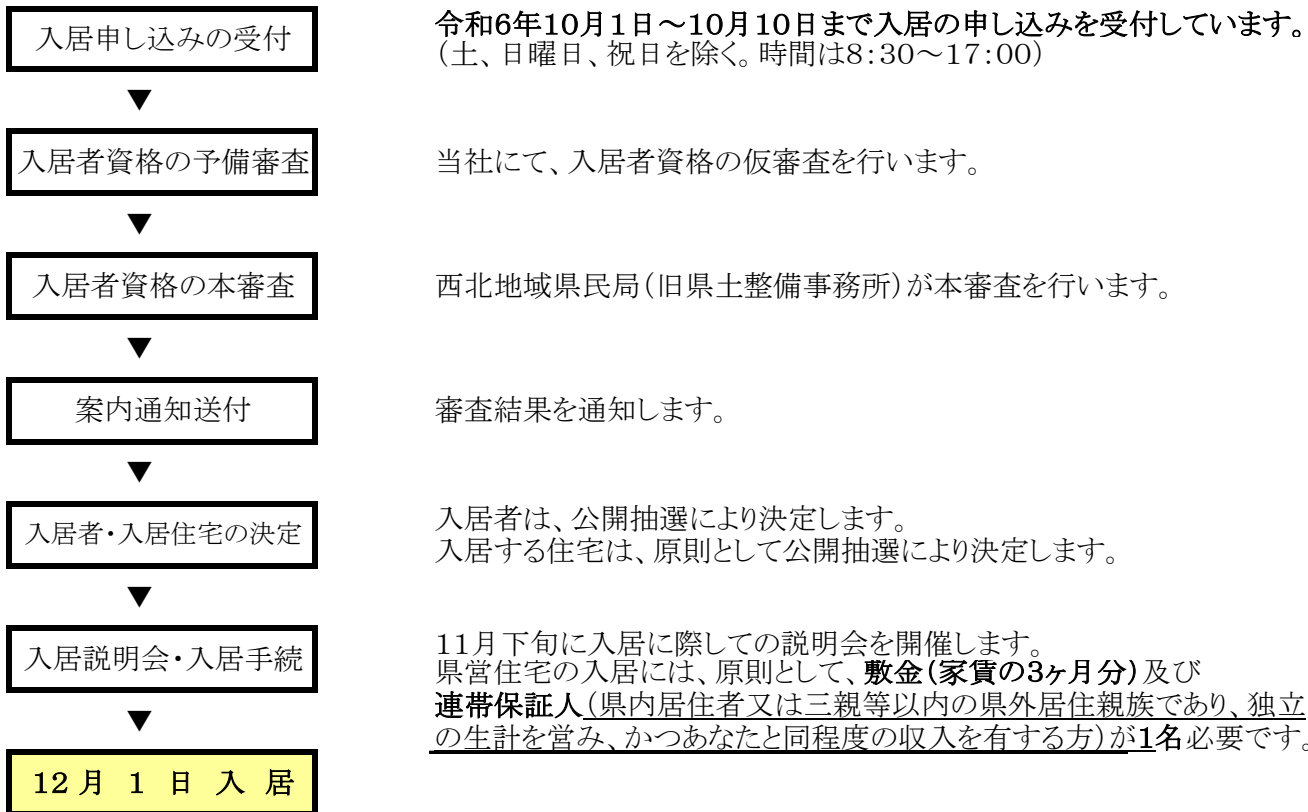 入居申し込みの受付
令和6年10月1日～10月10日まで入居の申し込みを受付しています。
（土、日曜日、祝日を除く。時間は8：30～17：00）
▼
入居者資格の予備審査
当社にて、入居者資格の仮審査を行います。
▼
入居者資格の本審査
西北地域県民局（旧県土整備事務所）が本審査を行います。
▼
案内通知送付
審査結果を通知します。
▼
入居者・入居住宅の決定
入居者は、公開抽選により決定します。
入居する住宅は、原則として公開抽選により決定します。
▼
入居説明会・入居手続
11月下旬に入居に際しての説明会を開催します。
県営住宅の入居には、原則として、敷金（家賃の3ヶ月分）及び
連帯保証人（県内居住者又は三親等以内の県外居住親族であり、独立
の生計を営み、かつあなたと同程度の収入を有する方）が1名必要です。
▼
12月 1 日 入 居